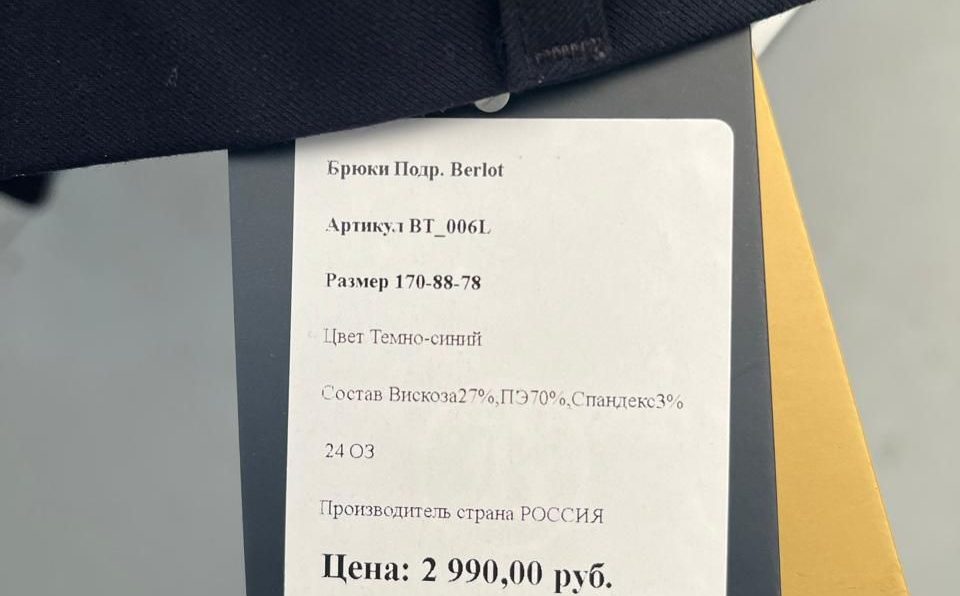 Брюки Подр. Berlot
Артикул BT_006L
Размер 170-88-78
Цвет Темно-синий
Состав Вискоза27%,ПЭ70%,Спандекс3%
24 ОЗ
Производитель страна РОССИЯ
Цена: 2 990,00 руб.